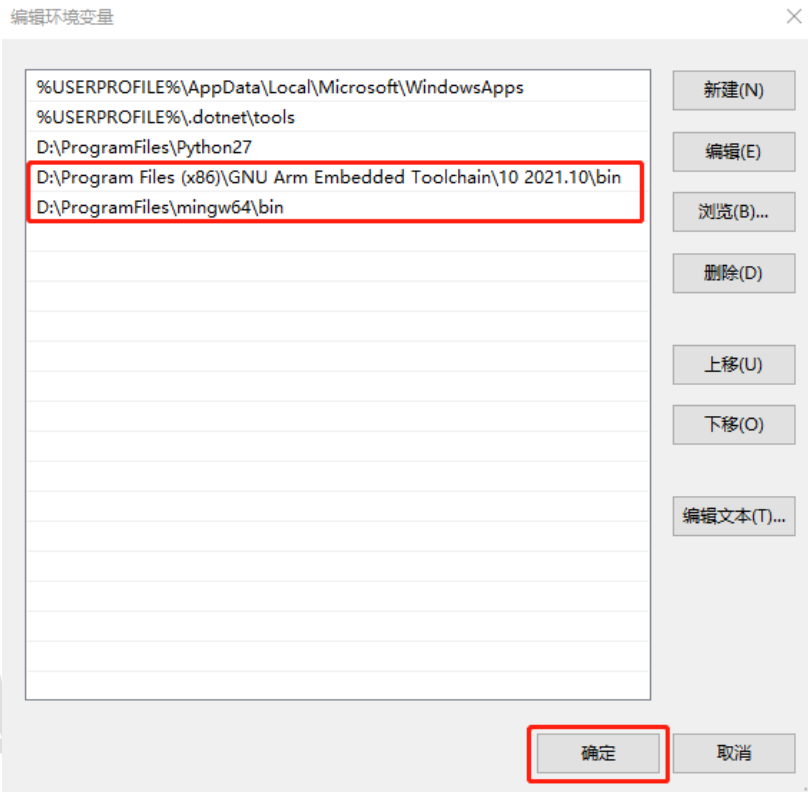 编辑环境变量
%USERPROFILE%\AppData\Local\Microsoft\WindowsApps
%USERPROFILE%\.dotnet\tools
D:\ProgramFiles\Python27
D:\Program Files (x86)\GNU Arm Embedded Toolchain\10 2021.10\bin
D:\ProgramFiles\mingw64\bin
新建(N)
编辑(E)
浏览(B)...
删除(D)
上移(U)
下移(O)
编辑文本(T)...
确定
取消